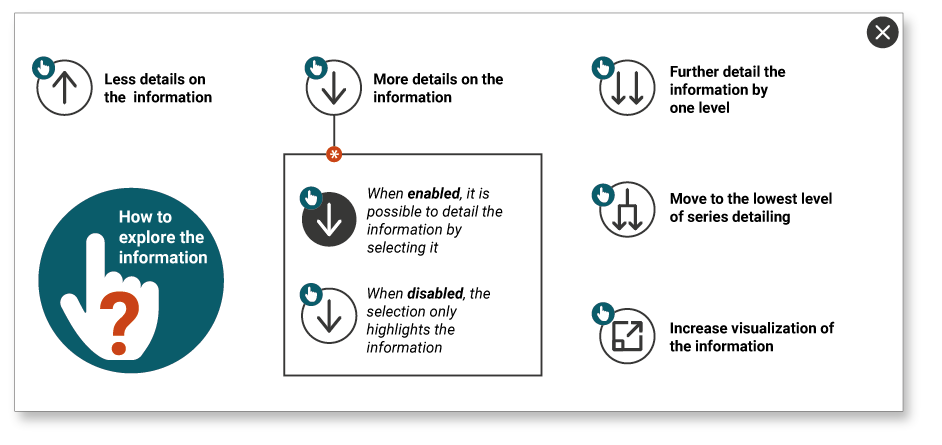 Less details on
the information
More details on the
information
Further detail the
information by
one level
How to
explore the
information
?
*
When enabled, it is
possible to detail the
information by
selecting it
When disabled, the
selection only
highlights the
information
Move to the lowest level
of series detailing
Increase visualization of
the information